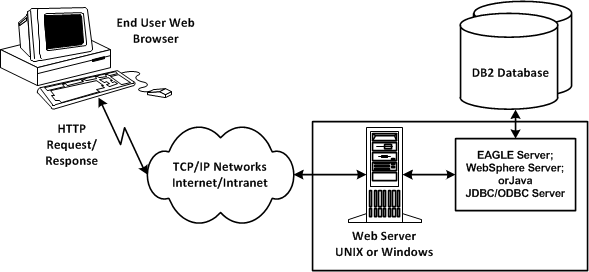 End User Web
Browser
DB2 Database
HTTP
Request/
Response
TCP/IP Networks
Internet/Intranet
EAGLE Server;
WebSphere Server;
orJava
JDBC/ODBC Server
Web Server
UNIX or Windows